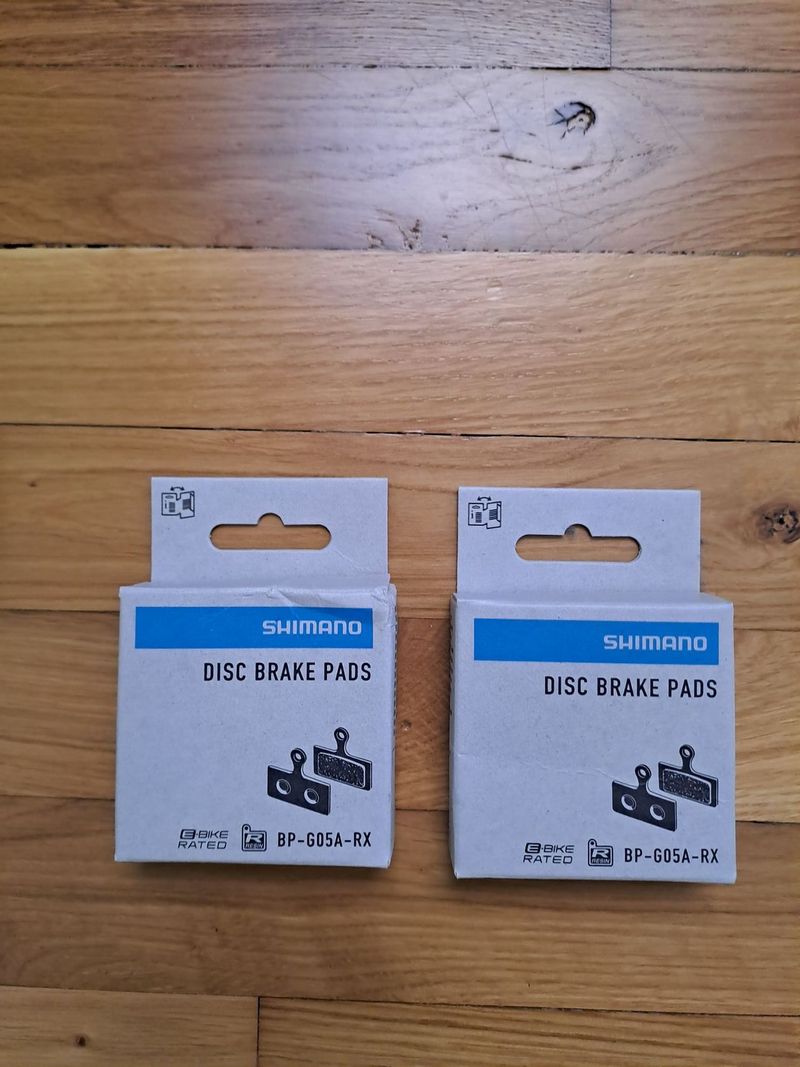 SHIMANO
DISC BRAKE PADS
E-BIKE
RATED
R
RESIN
BP-G05A-RX
SHIMANO
DISC BRAKE PADS
E-BIKE
RATED
R
RESIN
BP-G05A-RX